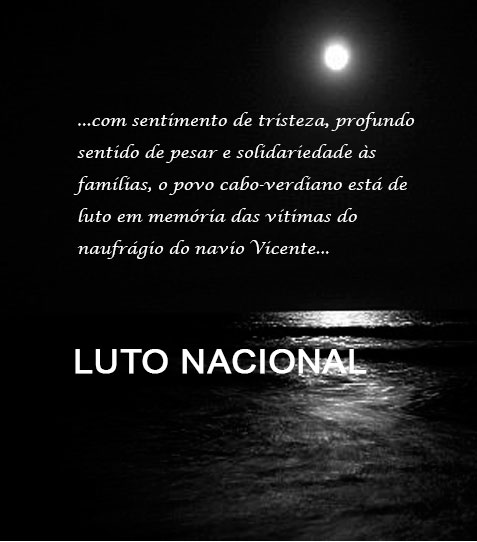 ...com sentimento de tristeza, profundo
sentido de pesar e solidariedade às
famílias, o povo cabo-verdiano está de
luto em memória das vítimas do
naufrágio do navio Vicente...
LUTO NACIONAL